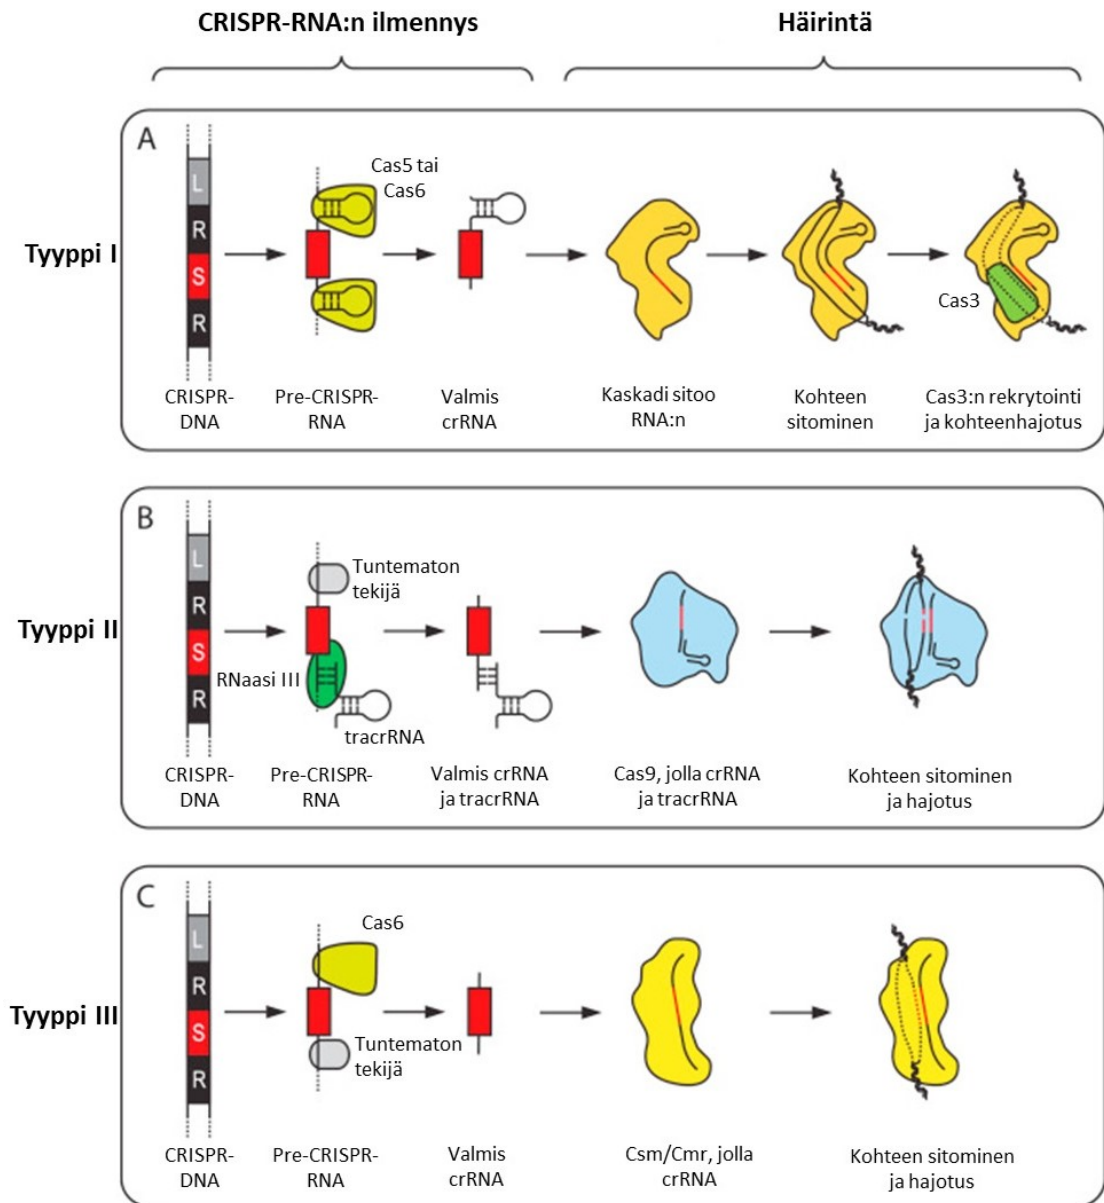 CRISPR-RNA:n ilmennys
Häirintä
Tyyppi I
A
L
R
S
R
Cas5 tai
Cas6
Cas3
CRISPR-
DNA
Pre-CRISPR-
RNA
Valmis
crRNA
Kaskadi sitoo
RNA:n
Kohteen
sitominen
Cas3:n rekrytointi
ja kohteenhajotus
Tyyppi II
B
L
R
S
R
Tuntematon
tekijä
RNaasi III
tracrRNA
CRISPR-
DNA
Pre-CRISPR-
RNA
Valmis crRNA
ja tracrRNA
Cas9, jolla crRNA
ja tracrRNA
Kohteen sitominen
ja hajotus
Tyyppi III
C
L
R
S
R
Cas6
Tuntematon
tekijä
CRISPR-
DNA
Pre-CRISPR-
RNA
Valmis
crRNA
Csm/Cmr, jolla
crRNA
Kohteen sitominen
ja hajotus